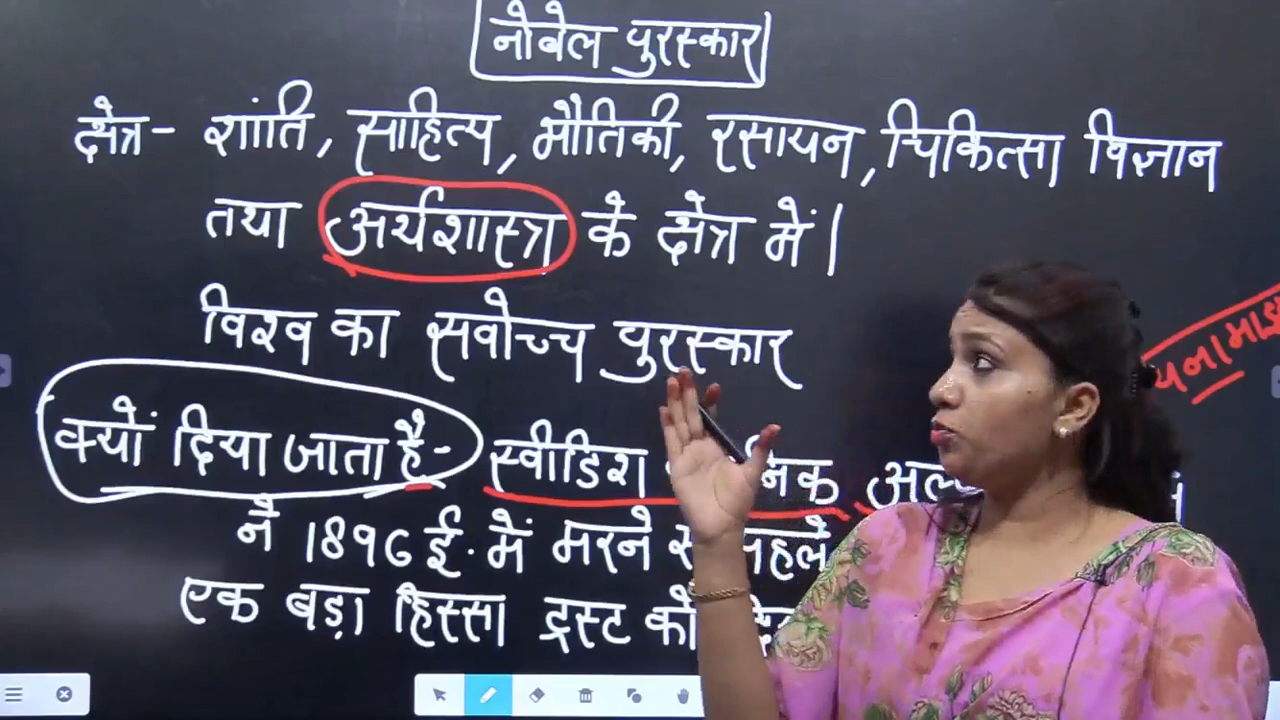 नोबेल पुरस्कार
क्षेत्र- शांति, साहित्य, भौतिकी, रसायन, चिकित्सा विज्ञान
तथा अर्थशास्त्र के क्षेत्र में।
विश्व का सर्वोच्च पुरस्कार
क्यों दिया जाता है- स्वीडिश
ने 1896 ई. में मरने
एक बड़ा हिस्सा ट्रस्ट को